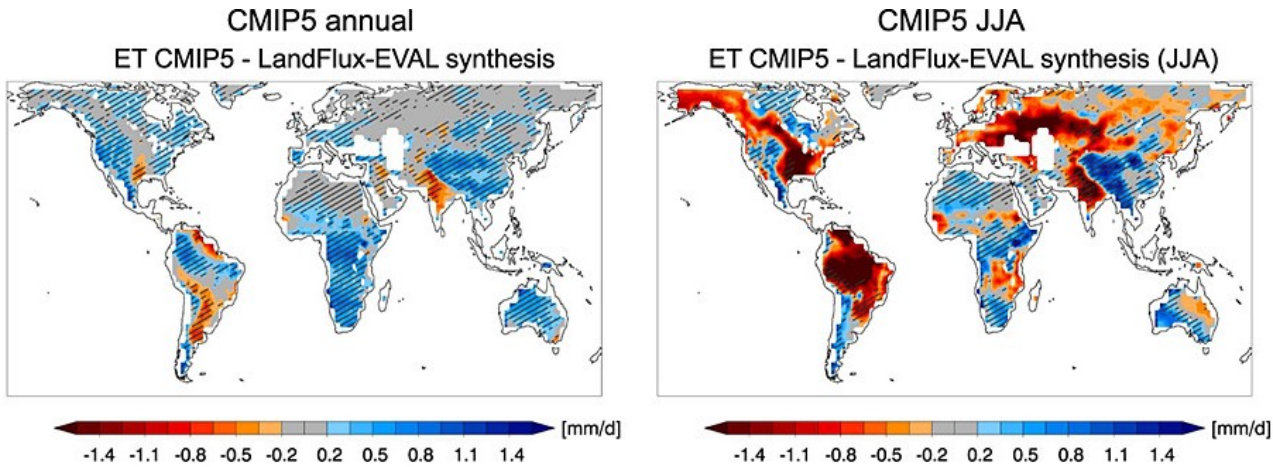 CMIP5 annual
ET CMIP5 - LandFlux-EVAL synthesis
-1.4 -1.1 -0.8 -0.5 -0.2 0.2 0.5 0.8 1.1 1.4 [mm/d]
CMIP5 JJA
ET CMIP5 - LandFlux-EVAL synthesis (JJA)
-1.4 -1.1 -0.8 -0.5 -0.2 0.2 0.5 0.8 1.1 1.4 [mm/d]